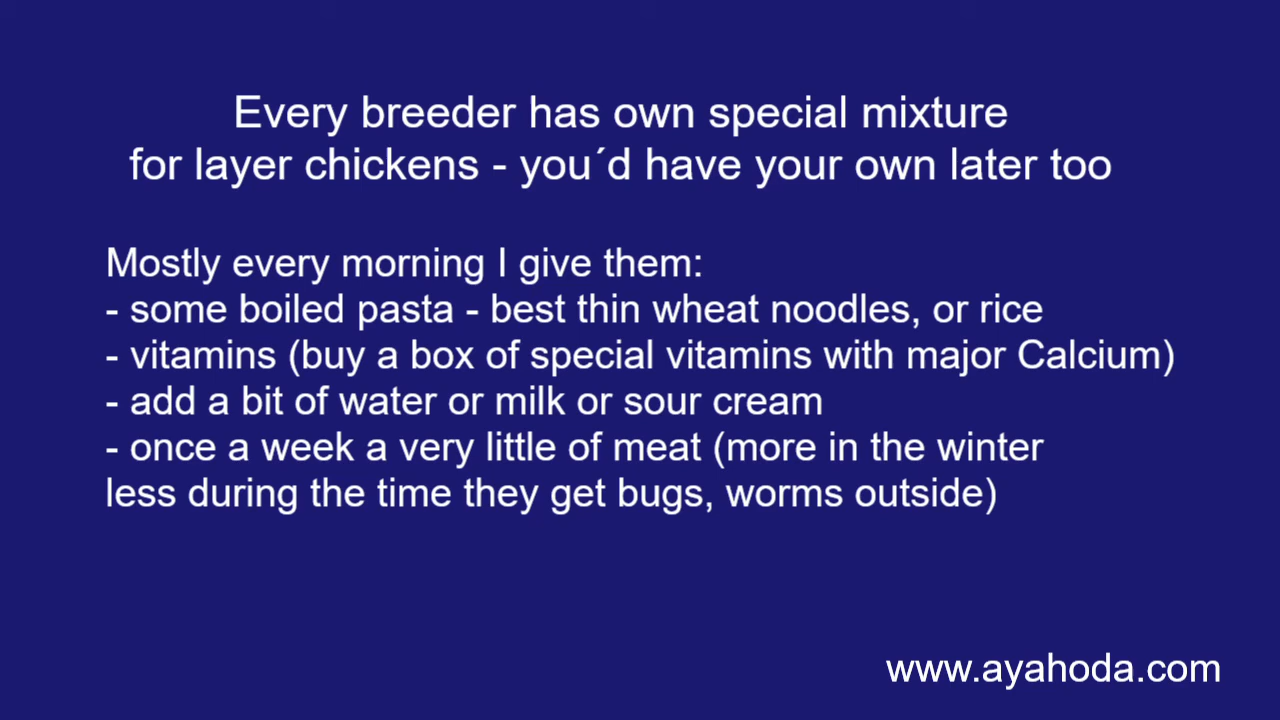 Every breeder has own special mixture
for layer chickens - you´d have your own later too
Mostly every morning I give them:
- some boiled pasta - best thin wheat noodles, or rice
- vitamins (buy a box of special vitamins with major Calcium)
- add a bit of water or milk or sour cream
- once a week a very little of meat (more in the winter
less during the time they get bugs, worms outside)
www.ayahoda.com